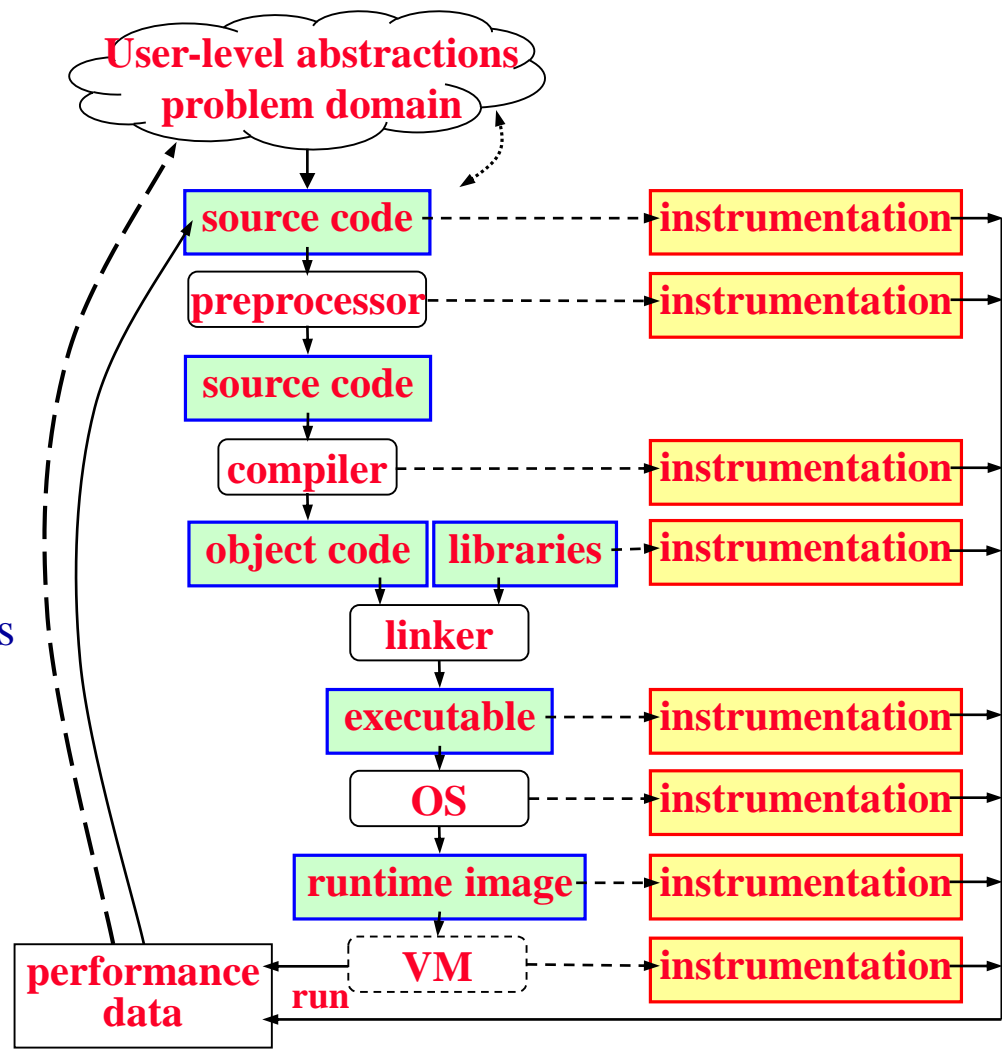 User-level abstractions
problem domain
source code
instrumentation
preprocessor
instrumentation
source code
compiler
instrumentation
object code
libraries
instrumentation
s
linker
executable
instrumentation
OS
instrumentation
runtime image
instrumentation
VM
instrumentation
performance
data
run